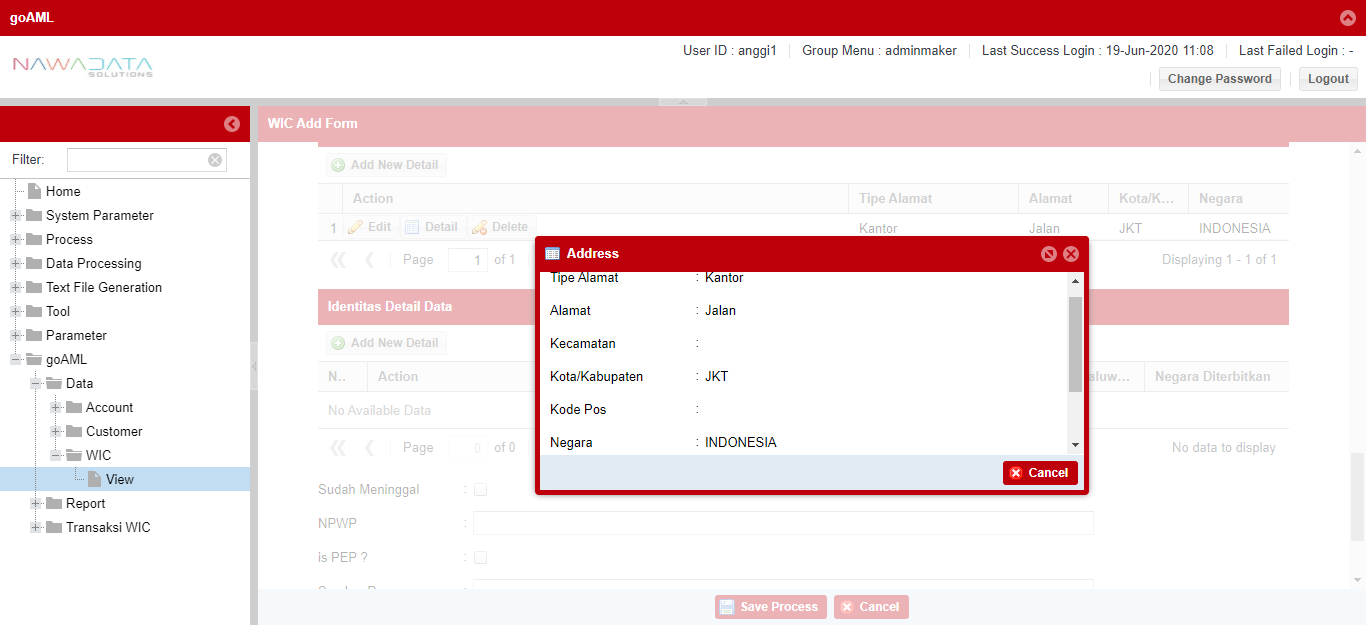 goAML
NAWADATA
SOLUTIONS
User ID : anggi1
Group Menu : adminmaker
Last Success Login : 19-Jun-2020 11:08
Last Failed Login : -
Change Password
Logout
Filter:
Home
System Parameter
Process
Data Processing
Text File Generation
Tool
Parameter
goAML
Data
Account
Customer
WIC
View
Report
Transaksi WIC
WIC Add Form
Add New Detail
Action Tipe Alamat Alamat Kota/K... Negara
1 Edit Detail Delete Kantor Jalan JKT INDONESIA
Page 1 of 1 Displaying 1 - 1 of 1
Identitas Detail Data
Add New Detail
N.. Action Negara Diterbitkan
No Available Data
Page 0 of 0 No data to display
Sudah Meninggal :
NPWP :
is PEP ? :
Address
Tipe Alamat : Kantor
Alamat : Jalan
Kecamatan :
Kota/Kabupaten : JKT
Kode Pos :
Negara : INDONESIA
Cancel
Save Process
Cancel